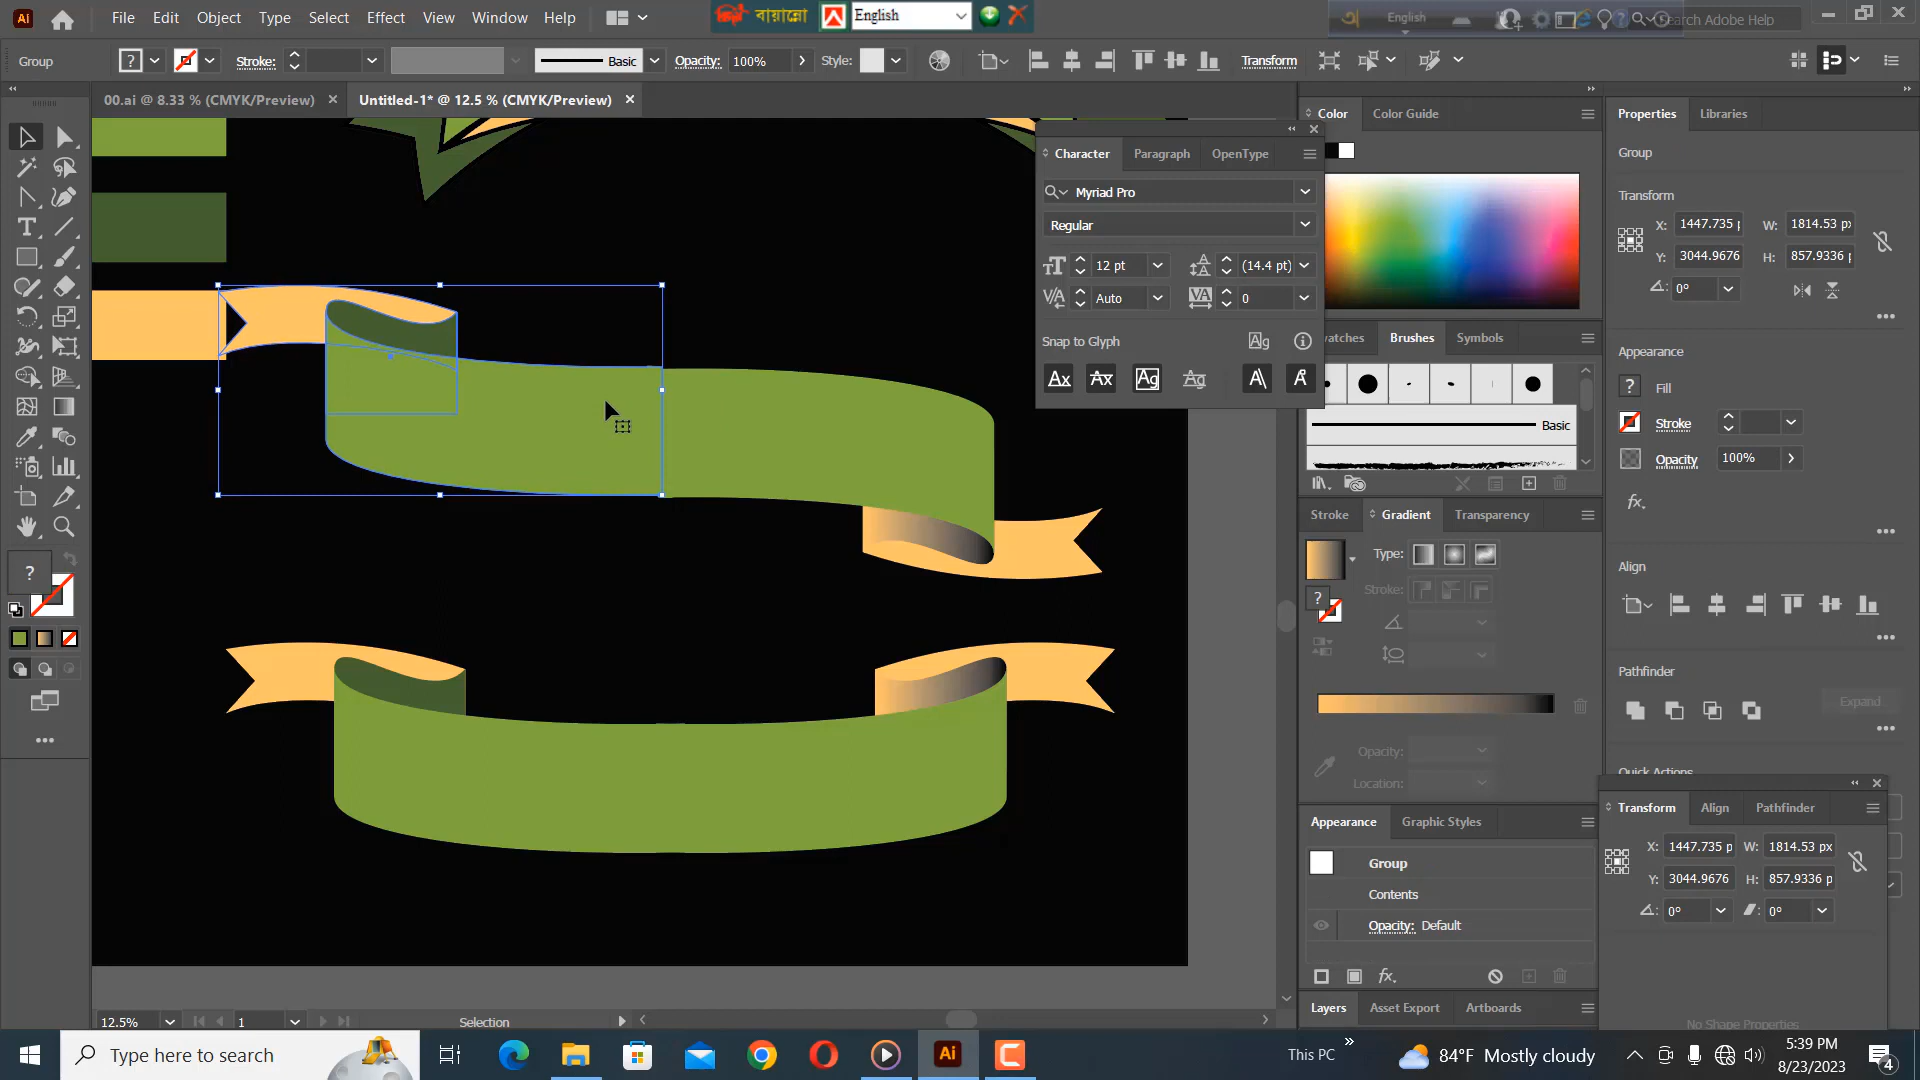 Ai File Edit Object Type Select Effect View Window Help
বায়ান্নো English
English
Search Adobe Help
Group Stroke: Basic Opacity: 100% Style: Transform
00.ai @ 8.33 % (CMYK/Preview) Untitled-1* @ 12.5 % (CMYK/Preview)
Character Paragraph OpenType
Myriad Pro
Regular
12 pt (14.4 pt)
Auto 0
Snap to Glyph
Color Color Guide
Brushes Symbols
Basic
Stroke Gradient Transparency
Type:
Stroke:
Opacity:
Location:
Appearance Graphic Styles
Group
Contents
Opacity: Default
Layers Asset Export Artboards
Properties Libraries
Group
Transform
X: 1447.735 W: 1814.53 px
Y: 3044.9676 H: 857.9336
0°
Appearance
? Fill
Stroke
Opacity 100%
fx
Align
Pathfinder
Expand
Quick Actions
Transform Align Pathfinder
X: 1447.735 p W: 1814.53 px
Y: 3044.9676 H: 857.9336 p
0° 0°
No Shape Properties
12.5% 1 Selection
Type here to search
This PC
84°F Mostly cloudy
5:39 PM
8/23/2023
4